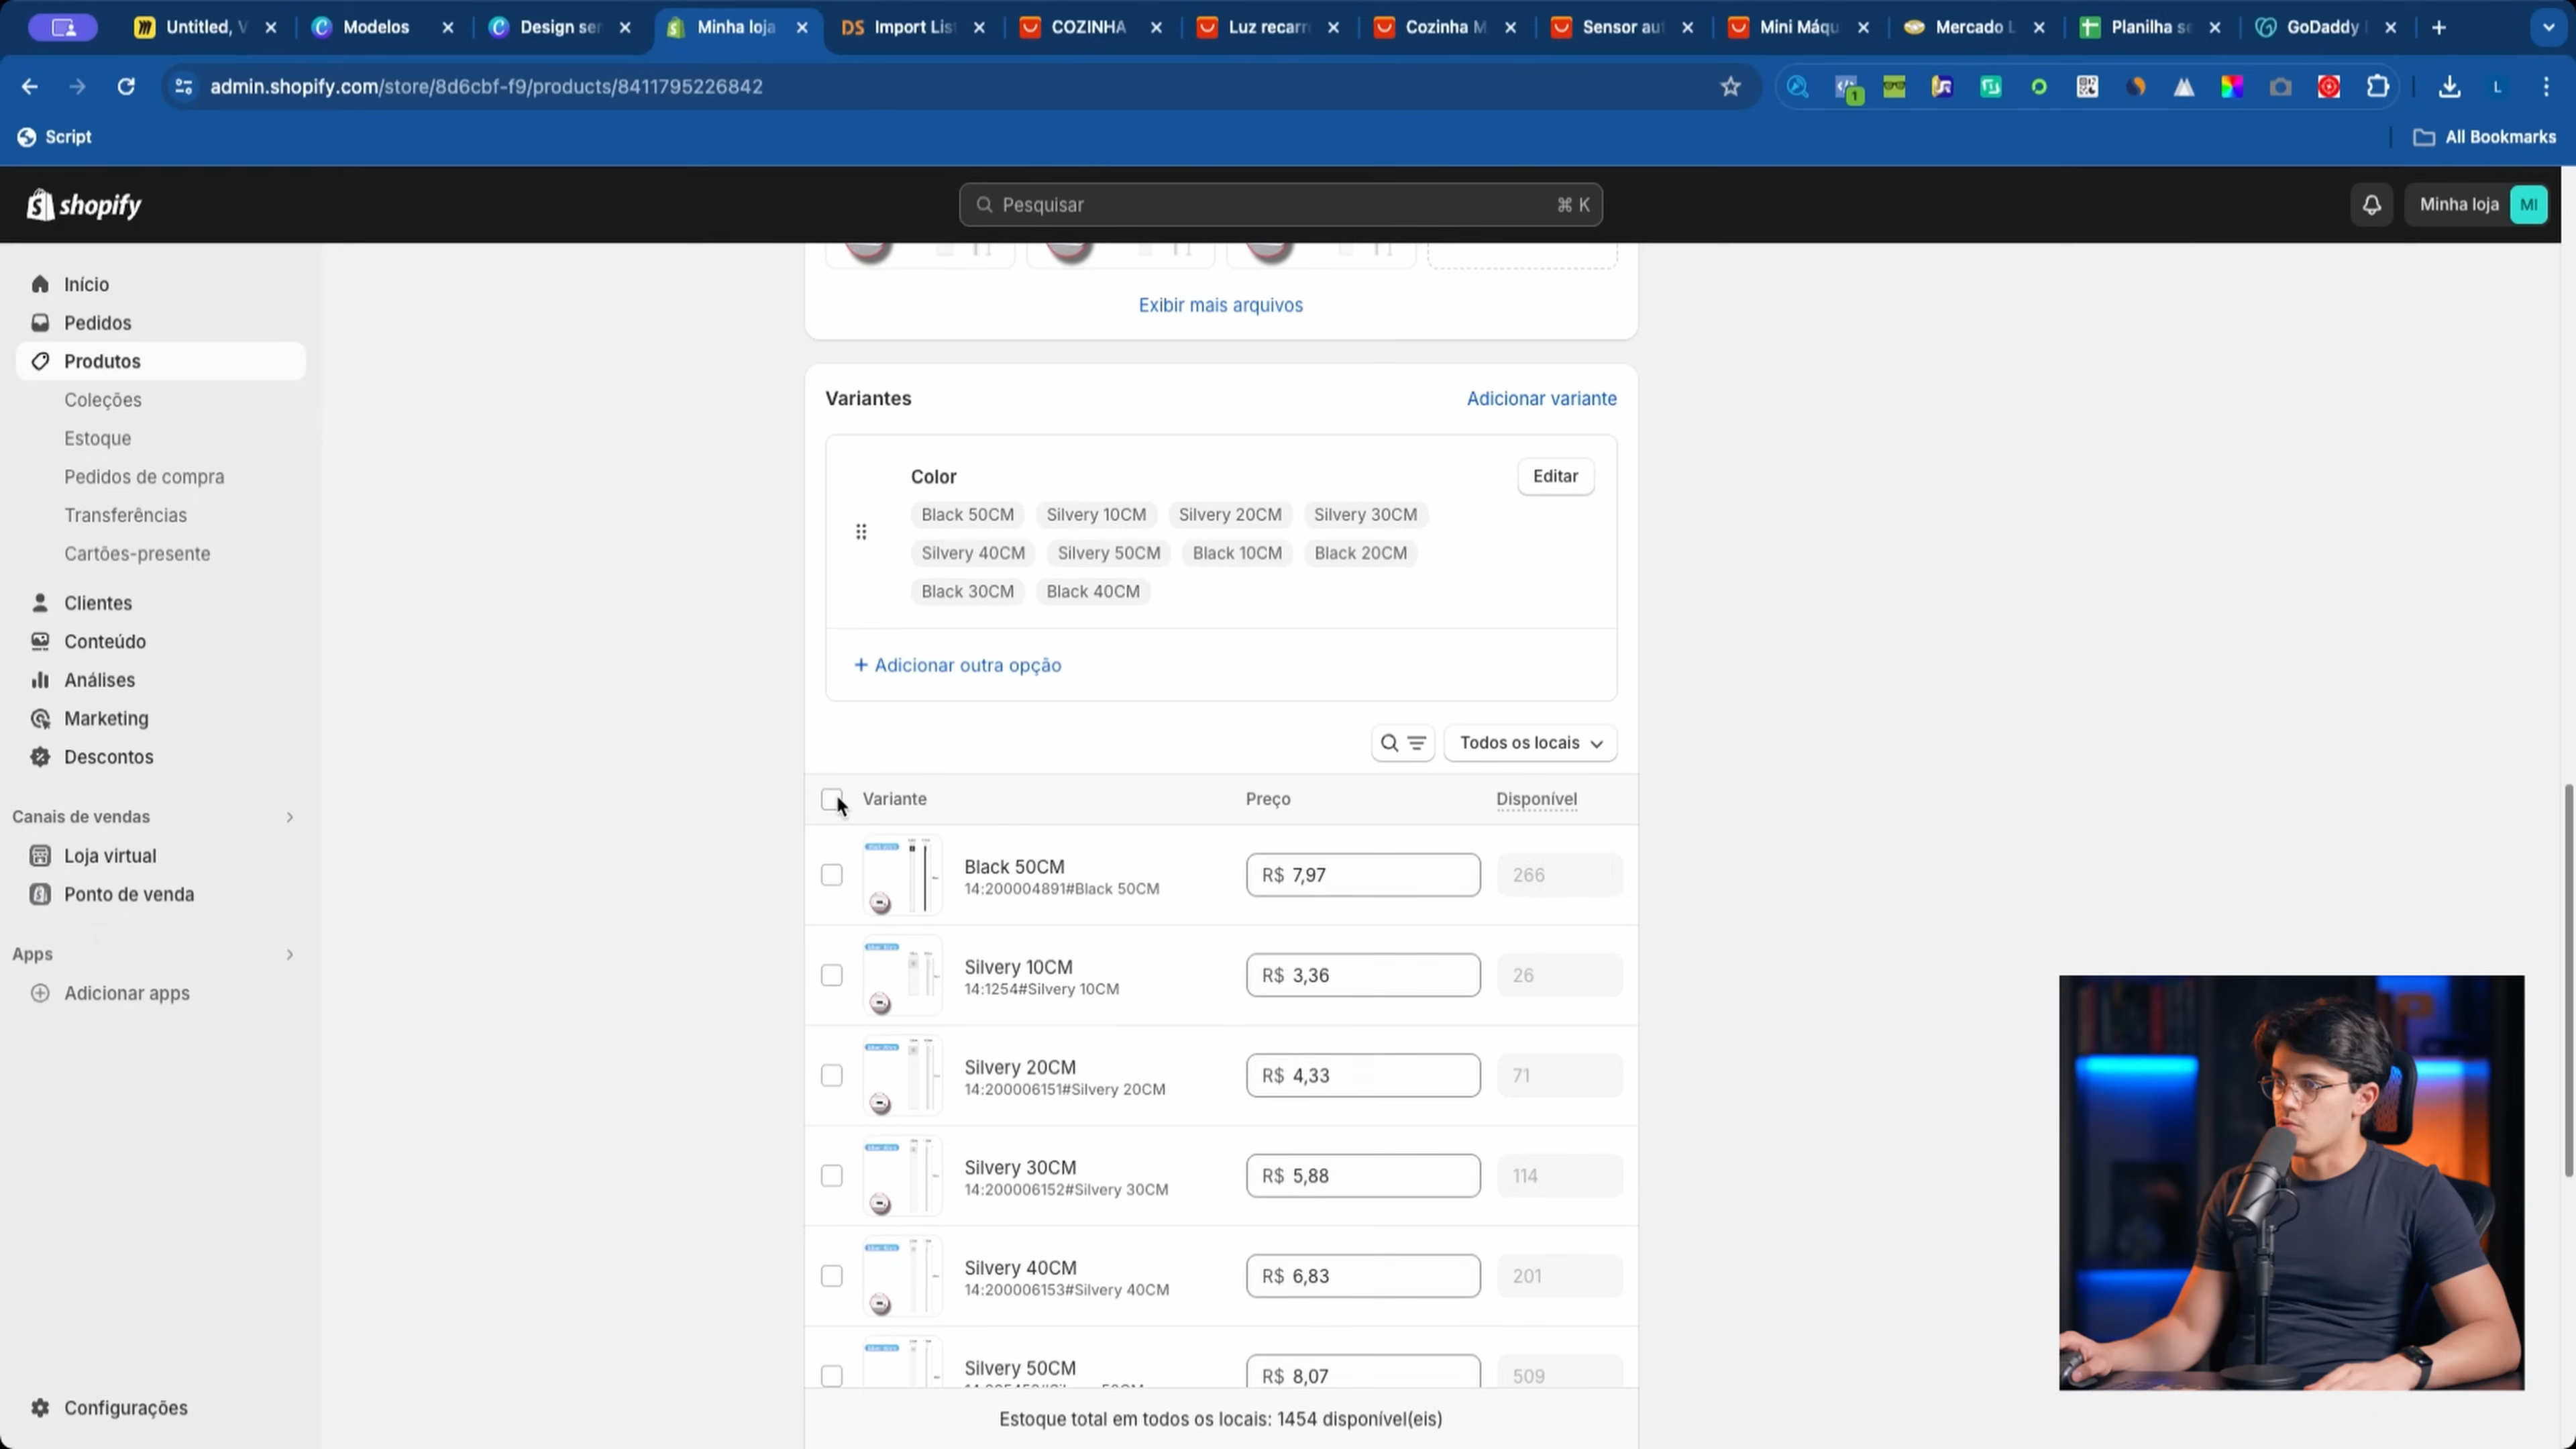 Untitled, V
Modelos
Design ser
Minha loja
DS Import Lis
COZINHA
Luz recarr
Cozinha M
Sensor aut
Mini Máqu
Mercado L
Planilha se
GoDaddy
admin.shopify.com/store/8d6cbf-f9/products/8411795226842
1
L
Script
All Bookmarks
shopify
Pesquisar
⌘ K
Minha loja
MI
Início
Pedidos
Produtos
Coleções
Estoque
Pedidos de compra
Transferências
Cartões-presente
Clientes
Conteúdo
Análises
Marketing
Descontos
Canais de vendas
Loja virtual
Ponto de venda
Apps
Adicionar apps
Configurações
Exibir mais arquivos
Variantes
Adicionar variante
Color
Editar
Black 50CM Silvery 10CM Silvery 20CM Silvery 30CM
Silvery 40CM Silvery 50CM Black 10CM Black 20CM
Black 30CM Black 40CM
+ Adicionar outra opção
Todos os locais
Variante Preço Disponível
Black 50CM
14:200004891#Black 50CM
R$ 7,97
266
Silvery 10CM
14:1254#Silvery 10CM
R$ 3,36
26
Silvery 20CM
14:200006151#Silvery 20CM
R$ 4,33
71
Silvery 30CM
14:200006152#Silvery 30CM
R$ 5,88
114
Silvery 40CM
14:200006153#Silvery 40CM
R$ 6,83
201
Silvery 50CM
R$ 8,07
509
Estoque total em todos os locais: 1454 disponível(eis)